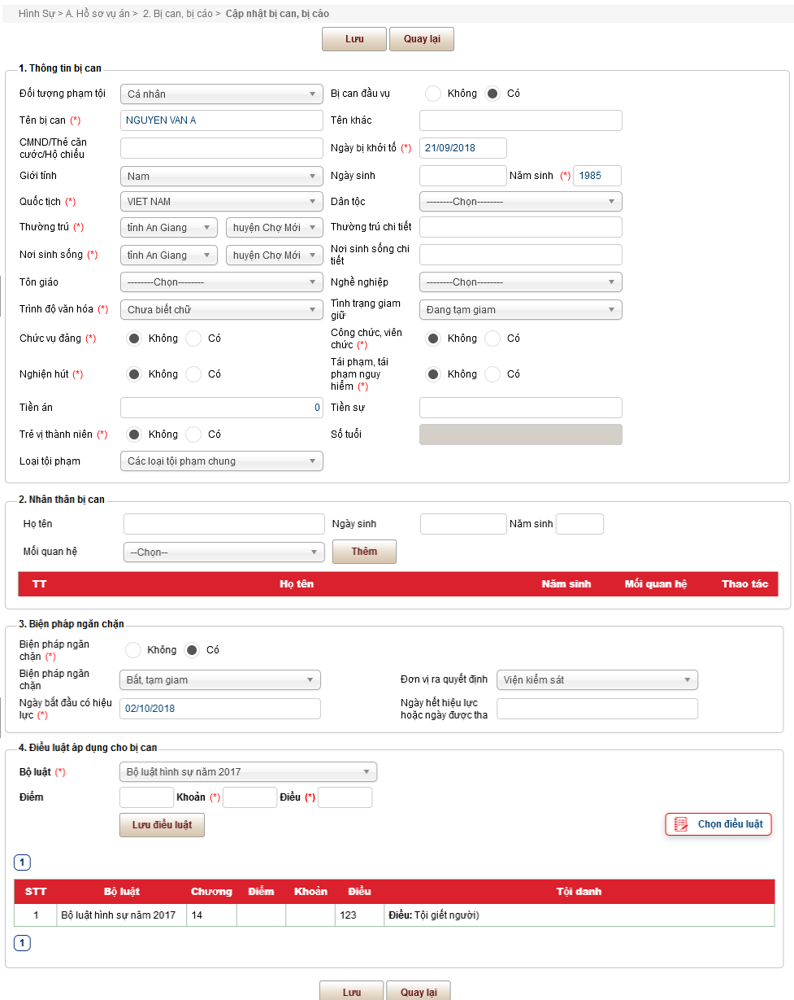 Hình Sự > A. Hồ sơ vụ án > 2. Bị can, bị cáo > Cập nhật bị can, bị cáo
Lưu Quay lại
1. Thông tin bị can
Đối tượng phạm tội Cá nhân Bị can đầu vụ Không Có
Tên bị can (*) NGUYEN VAN A Tên khác
CMND/Thẻ căn
cước/Hộ chiếu
Ngày bị khởi tố (*) 21/09/2018
Giới tính Nam Ngày sinh Năm sinh (*) 1985
Quốc tịch (*) VIET NAM Dân tộc --------Chọn--------
Thường trú (*) tỉnh An Giang huyện Chợ Mới Thường trú chi tiết
Nơi sinh sống (*) tỉnh An Giang huyện Chợ Mới
Nơi sinh sống chi
tiết
Tôn giáo --------Chọn-------- Nghề nghiệp --------Chọn--------
Trình độ văn hóa (*) Chưa biết chữ
Tình trạng giam
giữ
Đang tạm giam
Chức vụ đảng (*) Không Có
Công chức, viên
chức (*)
Không Có
Nghiện hút (*) Không Có
Tái phạm, tái
phạm nguy
hiểm (*)
Không Có
Tiền án 0 Tiền sự
Trẻ vị thành niên (*) Không Có Số tuổi
Loại tội phạm Các loại tội phạm chung
2. Nhân thân bị can
Họ tên Ngày sinh Năm sinh
Mối quan hệ --Chọn-- Thêm
TT Họ tên Năm sinh Mối quan hệ Thao tác
3. Biện pháp ngăn chặn
Biện pháp ngăn
chặn (*)
Không Có
Biện pháp ngăn
chặn
Bắt, tạm giam Đơn vị ra quyết định Viện kiểm sát
Ngày bắt đầu có hiệu
lực (*)
02/10/2018
Ngày hết hiệu lực
hoặc ngày được tha
4. Điều luật áp dụng cho bị can
Bộ luật (*) Bộ luật hình sự năm 2017
Điểm Khoản (*) Điều (*)
Lưu điều luật Chọn điều luật
1
STT Bộ luật Chương Điểm Khoản Điều Tội danh
1 Bộ luật hình sự năm 2017 14 123 Điều: Tội giết người)
1
Lưu Quay lại